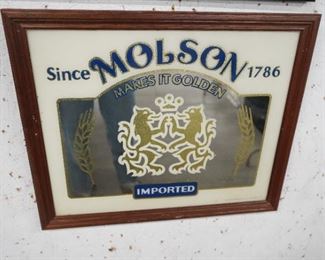 Since MOLSON 1786
MAKES IT GOLDEN
IMPORTED